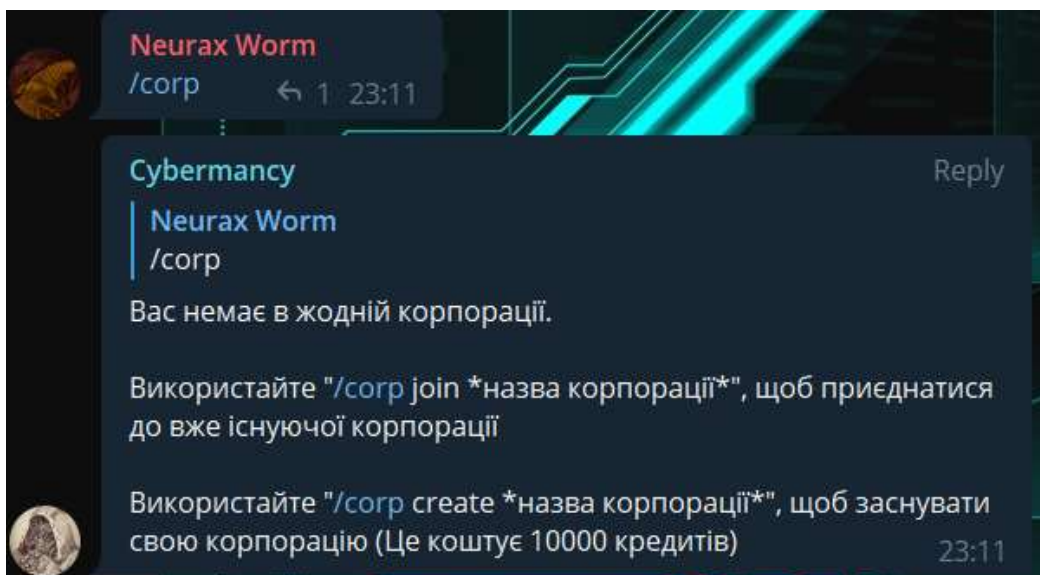 Neurax Worm
/corp 1 23:11
Cybermancy Reply
Neurax Worm
/corp
Вас немає в жодній корпорації.
Використайте "/corp join *назва корпорації*", щоб приєднатися
до вже існуючої корпорації
Використайте "/corp create *назва корпорації*", щоб заснувати
свою корпорацію (Це коштує 10000 кредитів) 23:11